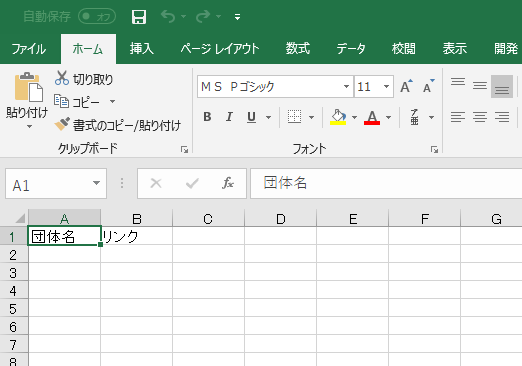 自動保存 オフ
ファイル ホーム 挿入 ページ レイアウト 数式 データ 校閲 表示 開発
貼り付け 切り取り
コピー
書式のコピー/貼り付け
クリップボード
ＭＳ Ｐゴシック 11 A A
B I U A ア亜
フォント
A1 fx 団体名
A B C D E F G
1 団体名 リンク
2
3
4
5
6
7
8